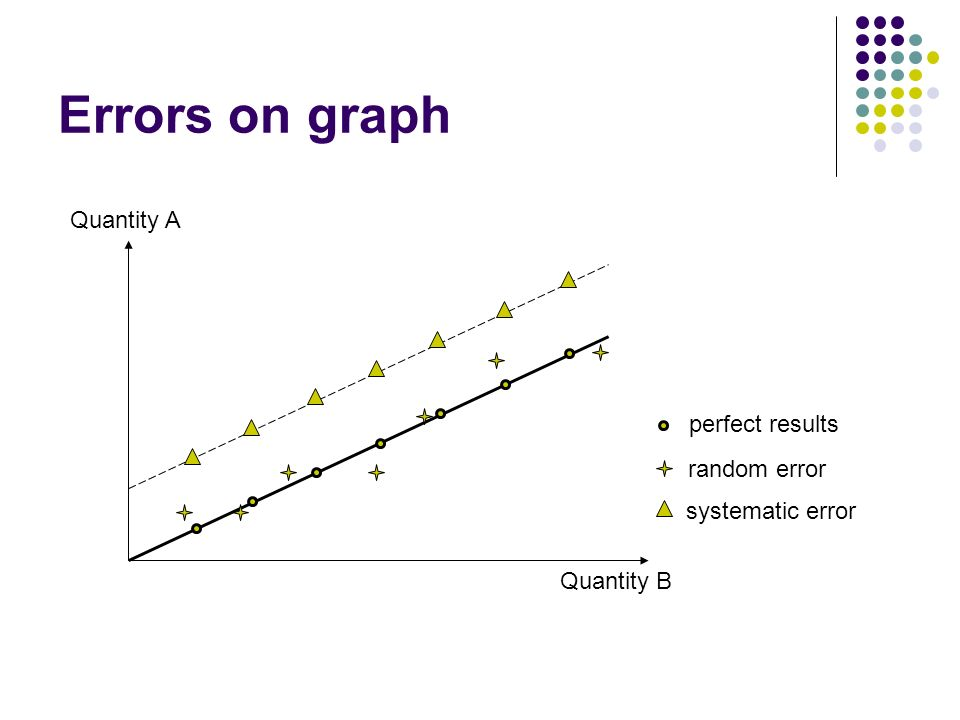 Errors on graph
Quantity A
perfect results
random error
systematic error
Quantity B